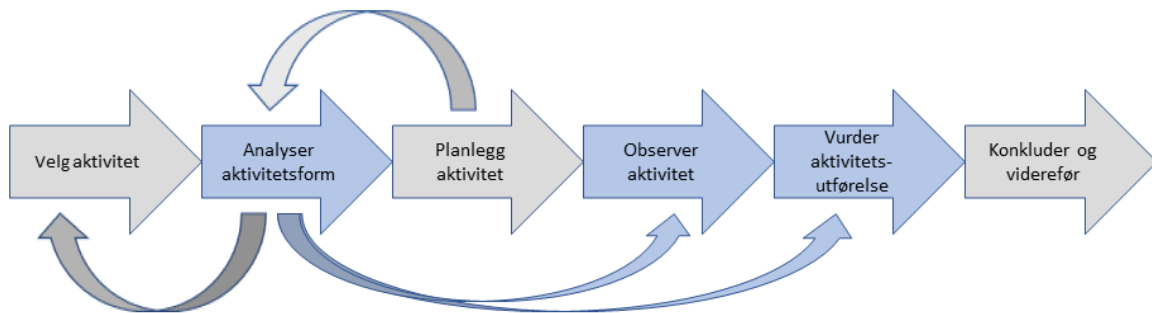 Velg aktivitet
Analyser
aktivitetsform
Planlegg
aktivitet
Observer
aktivitet
Vurder
aktivitets-
utførelse
Konkluder og
viderefør